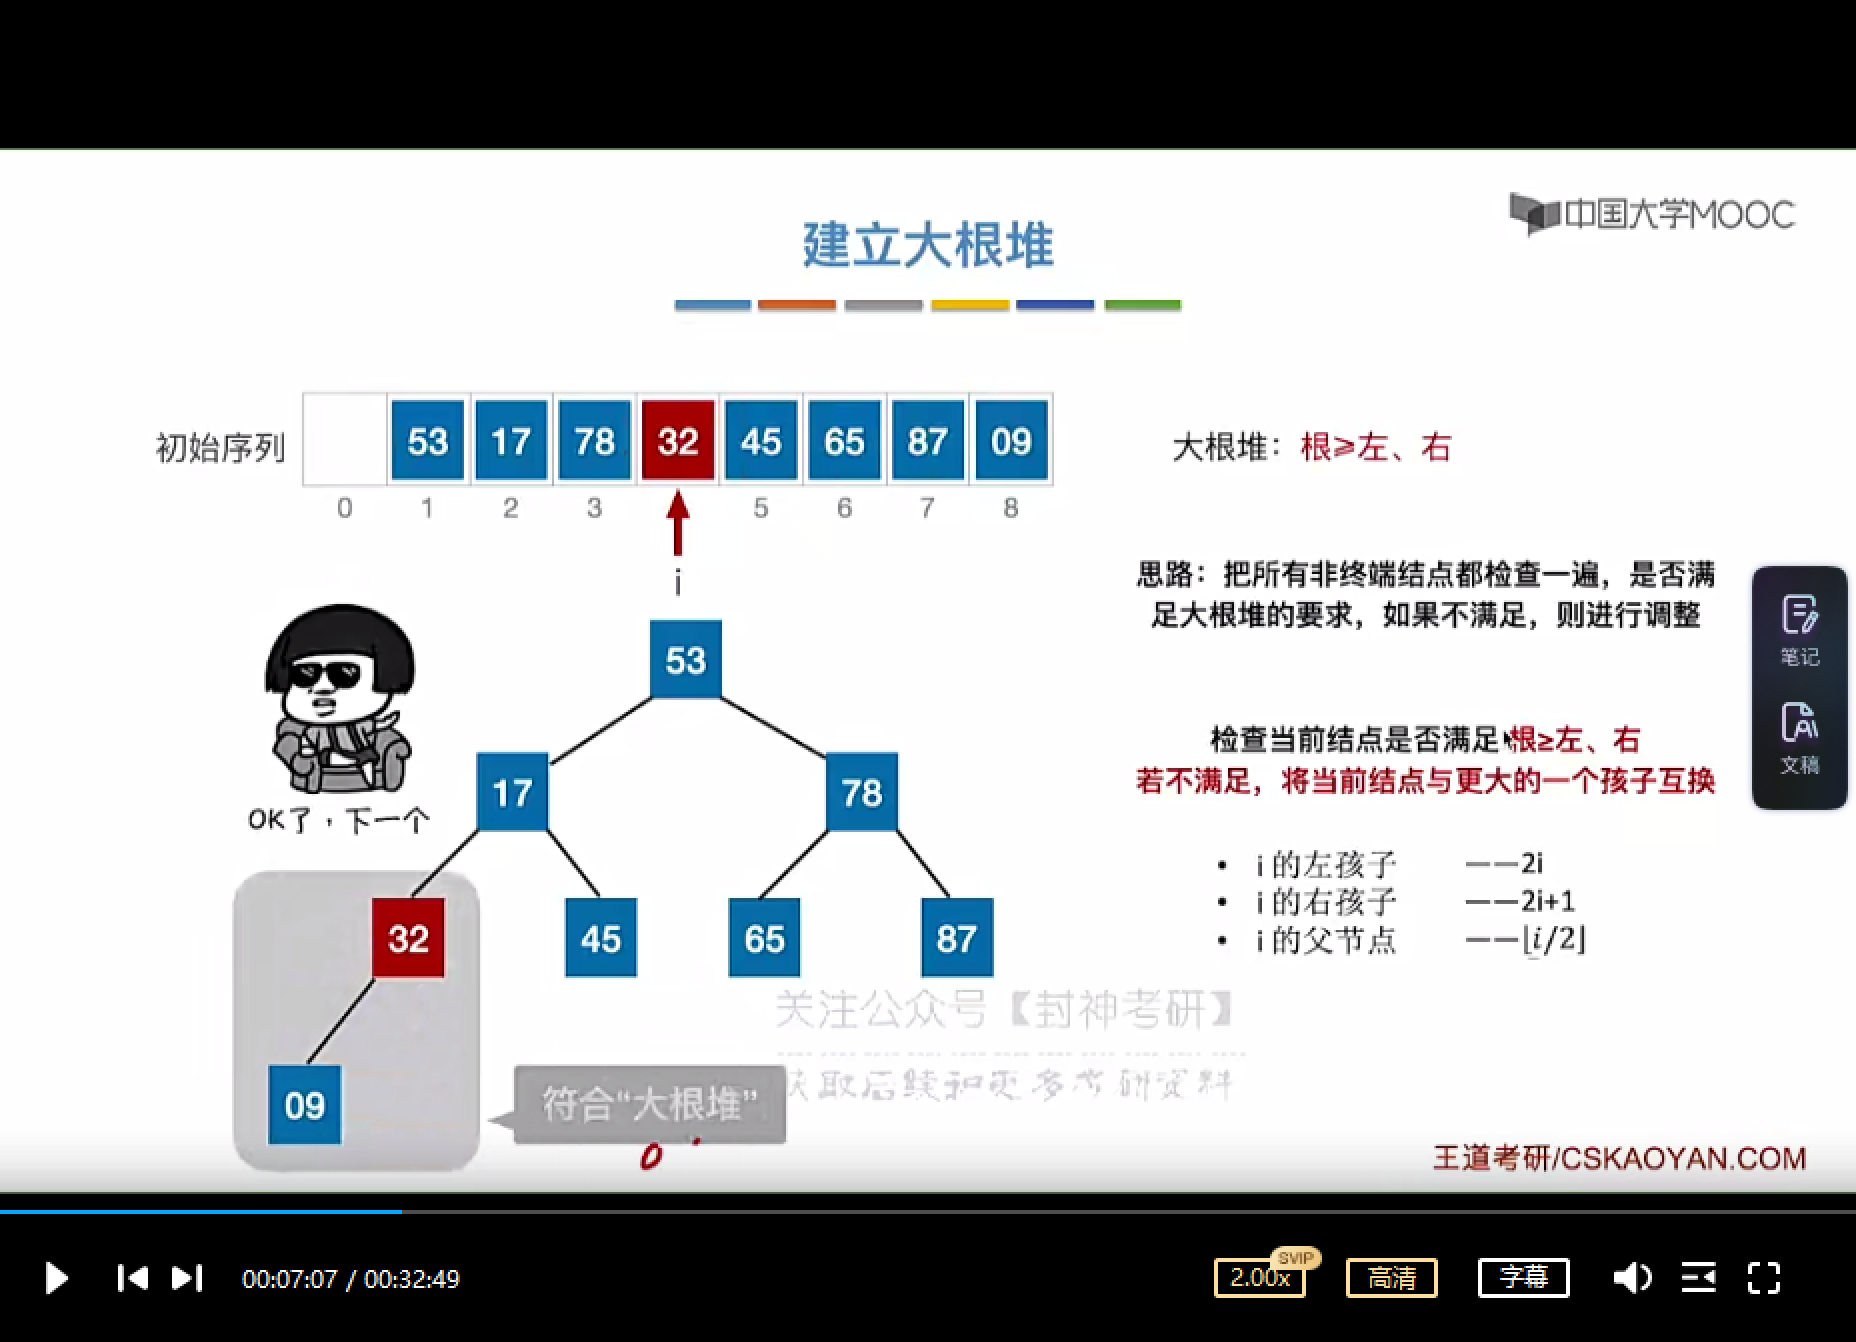 中国大学MOOC
建立大根堆
初始序列
53 17 78 32 45 65 87 09
0 1 2 3 5 6 7 8
大根堆：根≥左、右
i
思路：把所有非终端结点都检查一遍，是否满
足大根堆的要求，如果不满足，则进行调整
53
17 78
32 45 65 87
09
OK了，下一个
检查当前结点是否满足根≥左、右
若不满足，将当前结点与更大的一个孩子互换
• i 的左孩子 ——2i
• i 的右孩子 ——2i+1
• i 的父节点 ——⌊i/2⌋
笔记
文稿
关注公众号【封神考研】
获取后续和更多考研资料
符合“大根堆”
王道考研/CSKAOYAN.COM
00:07:07 / 00:32:49
2.00x
SVIP
高清
字幕